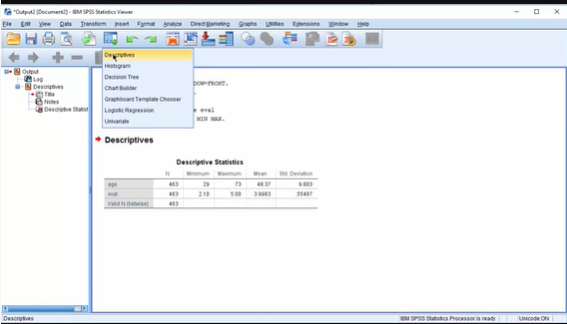 *Output2 [Document2] - IBM SPSS Statistics Viewer
File Edit View Data Transform Insert Format Analyze Direct Marketing Graphs Utilities Extensions Window Help
Descriptives
Histogram
Decision Tree
Chart Builder
Graphboard Template Chooser
Logistic Regression
Univariate
Output
Log
Descriptives
Title
Notes
Descriptive Statist
DOW=FRONT.
e eval
MIN MAX.
Descriptives
Descriptive Statistics
N Minimum Maximum Mean Std. Deviation
age 463 29 73 48.37 9.803
eval 463 2.10 5.00 3.9983 .55487
Valid N (listwise) 463
Descriptives IBM SPSS Statistics Processor is ready Unicode:ON